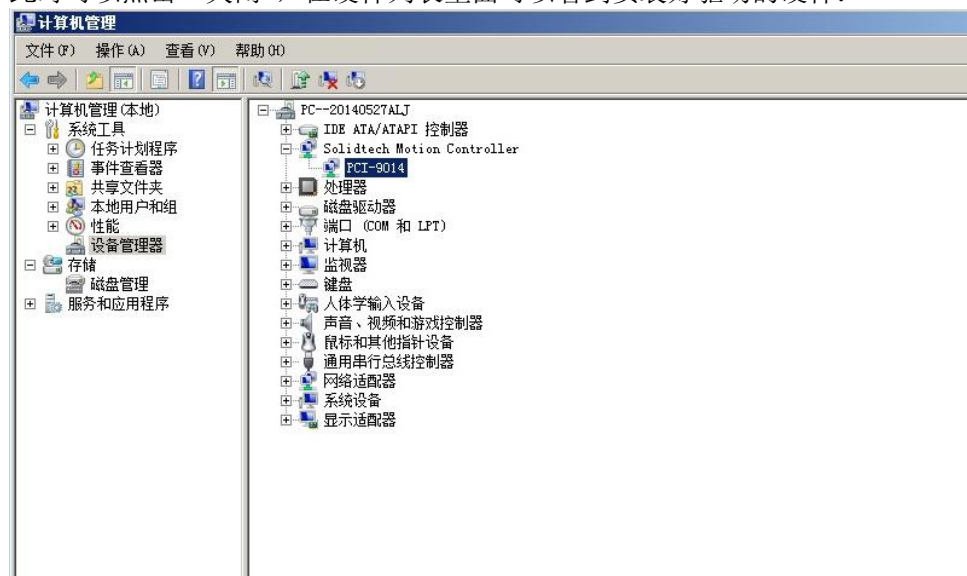 计算机管理
文件(F) 操作(A) 查看(V) 帮助(H)
计算机管理(本地)
系统工具
任务计划程序
事件查看器
共享文件夹
本地用户和组
性能
设备管理器
存储
磁盘管理
服务和应用程序
PC--20140527ALJ
IDE ATA/ATAPI 控制器
Solidtech Motion Controller
PCI-9014
处理器
磁盘驱动器
端口 (COM 和 LPT)
计算机
监视器
键盘
人体学输入设备
声音、视频和游戏控制器
鼠标和其他指针设备
通用串行总线控制器
网络适配器
系统设备
显示适配器